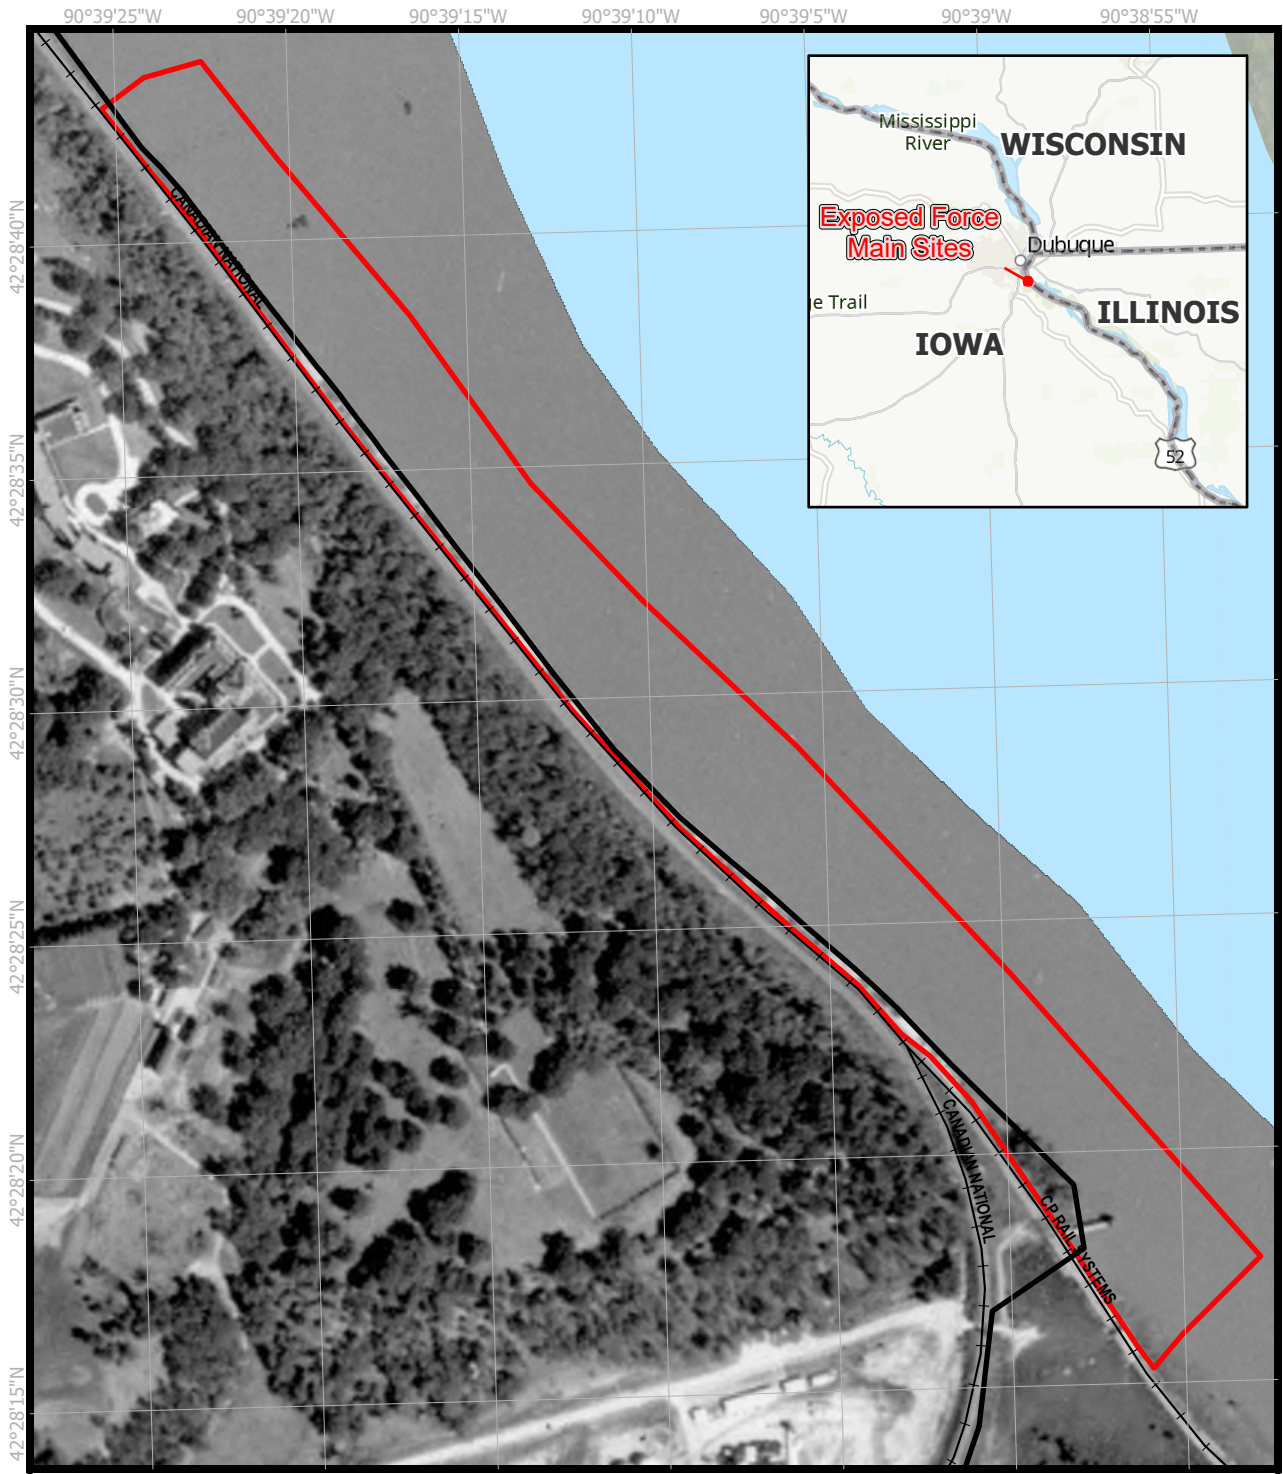 90°39'25"W 90°39'20"W 90°39'15"W 90°39'10"W 90°39'5"W 90°39'W 90°38'55"W
Mississippi
River
WISCONSIN
Exposed Force
Main Sites
Dubuque
ge Trail
ILLINOIS
IOWA
52
42°28'40"N
42°28'35"N
42°28'30"N
42°28'25"N
42°28'20"N
42°28'15"N
CANADIAN NATIONAL
CANADIAN NATIONAL
CP RAIL SYSTEMS